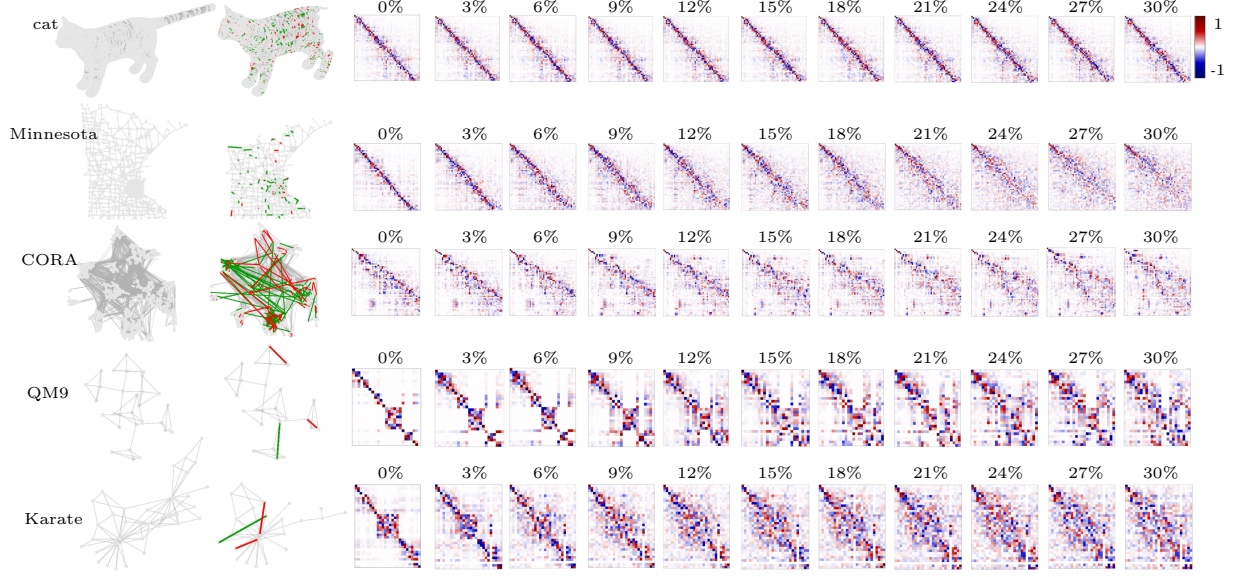 cat 0% 3% 6% 9% 12% 15% 18% 21% 24% 27% 30%
1
-1
Minnesota 0% 3% 6% 9% 12% 15% 18% 21% 24% 27% 30%
CORA 0% 3% 6% 9% 12% 15% 18% 21% 24% 27% 30%
QM9 0% 3% 6% 9% 12% 15% 18% 21% 24% 27% 30%
Karate 0% 3% 6% 9% 12% 15% 18% 21% 24% 27% 30%